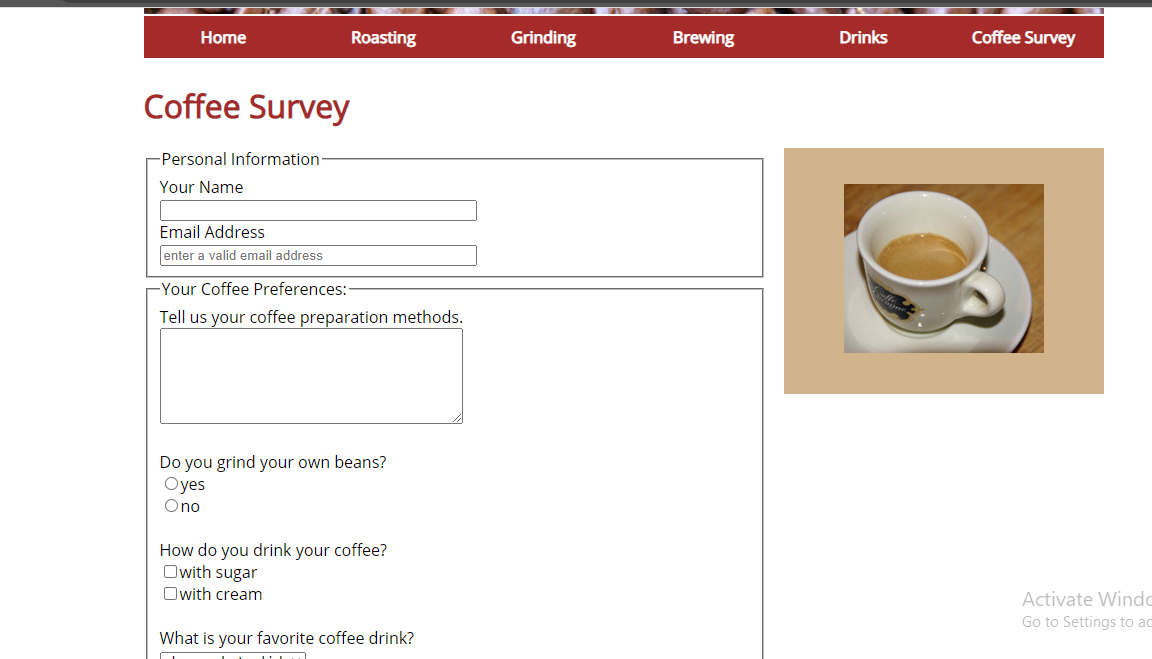 Home Roasting Grinding Brewing Drinks Coffee Survey
Coffee Survey
Personal Information
Your Name
Email Address
enter a valid email address
Your Coffee Preferences:
Tell us your coffee preparation methods.
Do you grind your own beans?
yes
no
How do you drink your coffee?
with sugar
with cream
What is your favorite coffee drink?
Activate Windo
Go to Settings to ac